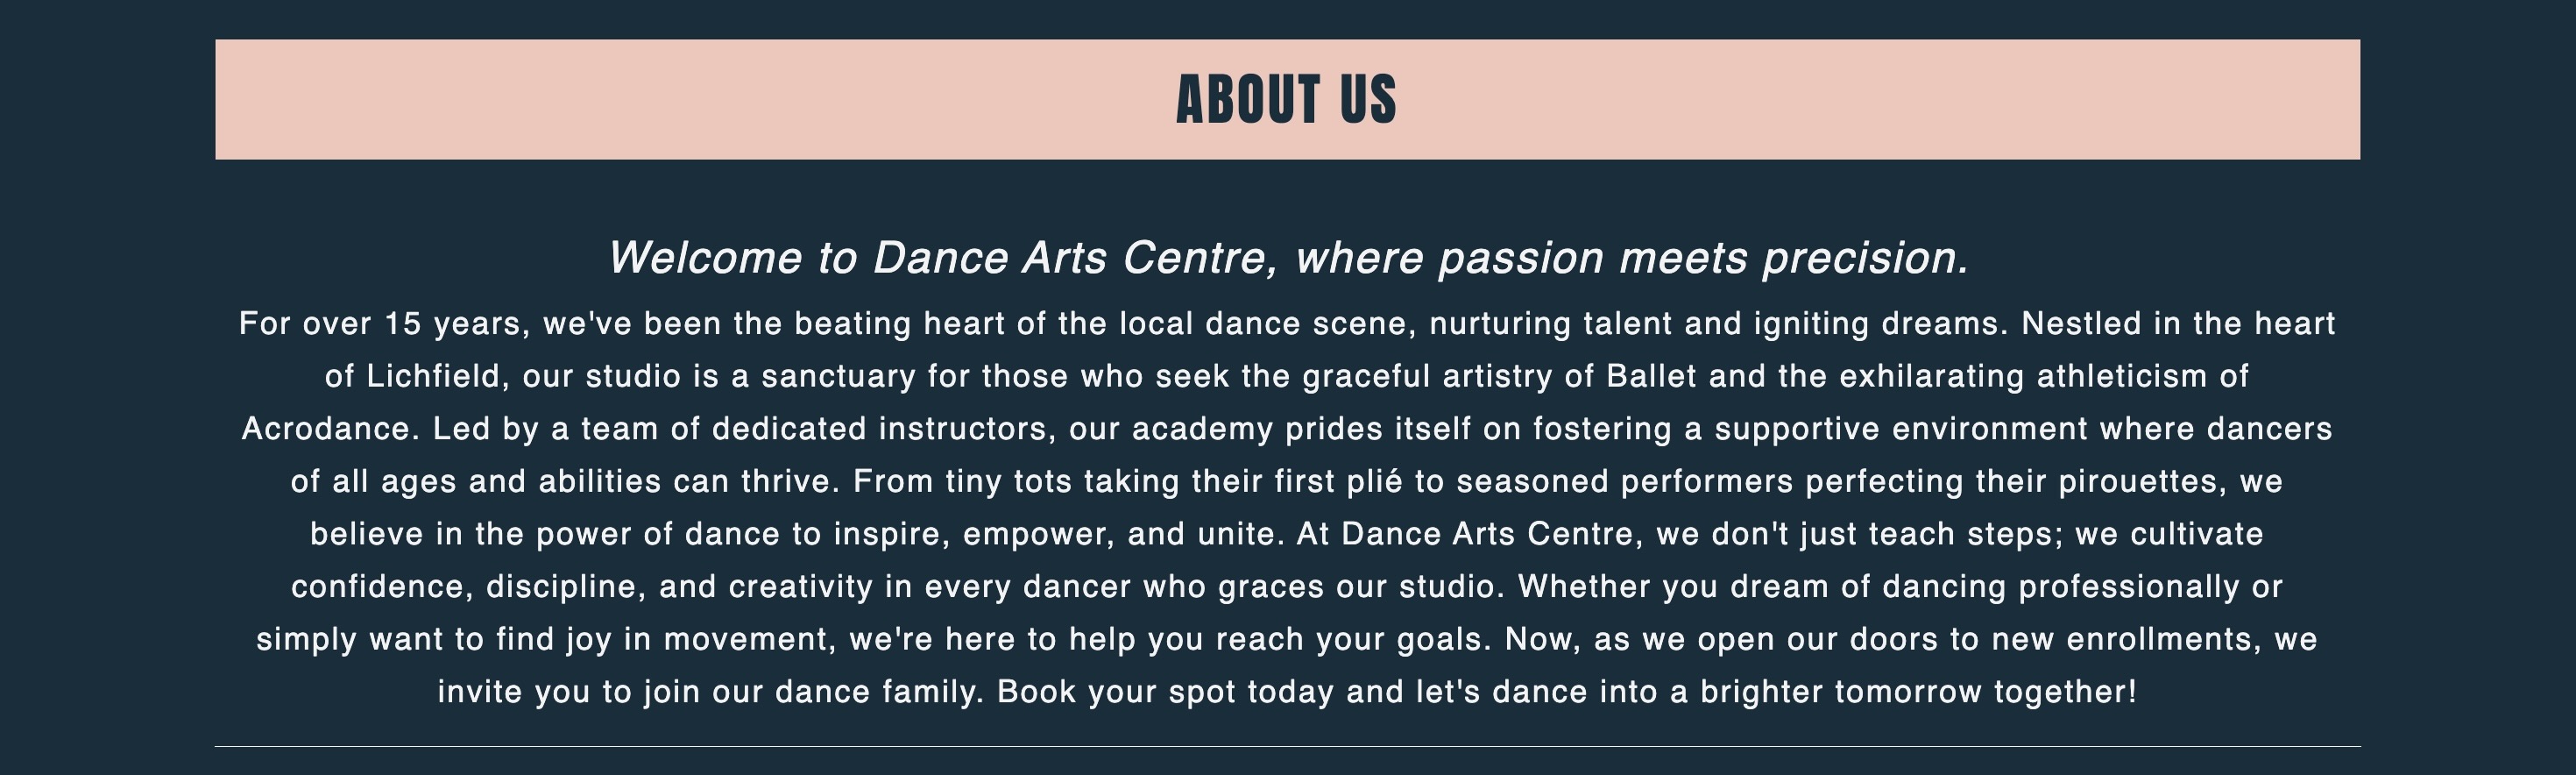 ABOUT US
Welcome to Dance Arts Centre, where passion meets precision.
For over 15 years, we've been the beating heart of the local dance scene, nurturing talent and igniting dreams. Nestled in the heart
of Lichfield, our studio is a sanctuary for those who seek the graceful artistry of Ballet and the exhilarating athleticism of
Acrodance. Led by a team of dedicated instructors, our academy prides itself on fostering a supportive environment where dancers
of all ages and abilities can thrive. From tiny tots taking their first plié to seasoned performers perfecting their pirouettes, we
believe in the power of dance to inspire, empower, and unite. At Dance Arts Centre, we don't just teach steps; we cultivate
confidence, discipline, and creativity in every dancer who graces our studio. Whether you dream of dancing professionally or
simply want to find joy in movement, we're here to help you reach your goals. Now, as we open our doors to new enrollments, we
invite you to join our dance family. Book your spot today and let's dance into a brighter tomorrow together!